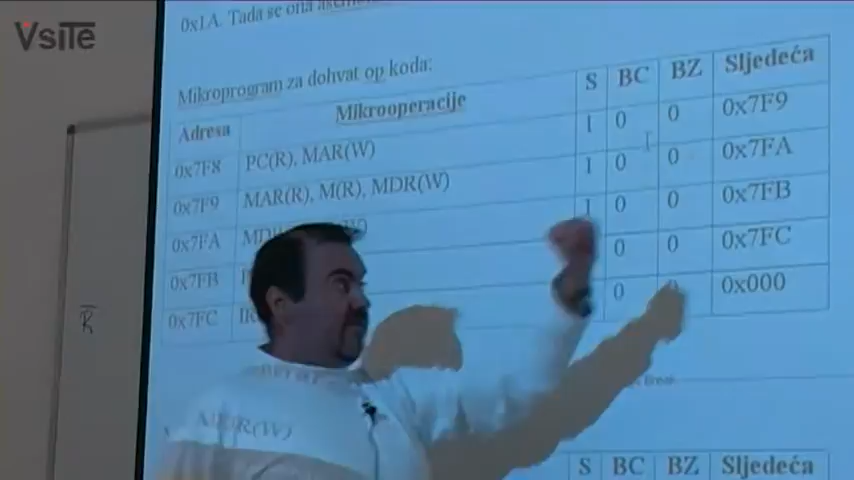 VsiTe
0x1A. Tada se ona
Mikroprogram za dohvat op koda:
Adresa Mikrooperacije S BC BZ Sljedeća
0x7F8 PC(R), MAR(W) 1 0 0 0x7F9
0x7F9 MAR(R), M(R), MDR(W) 1 0 0 0x7FA
0x7FA 1 0 0 0x7FB
0x7FB 0 0 0x7FC
0x7FC 0 0x000
R
MDR(W)
S BC BZ Sljedeća